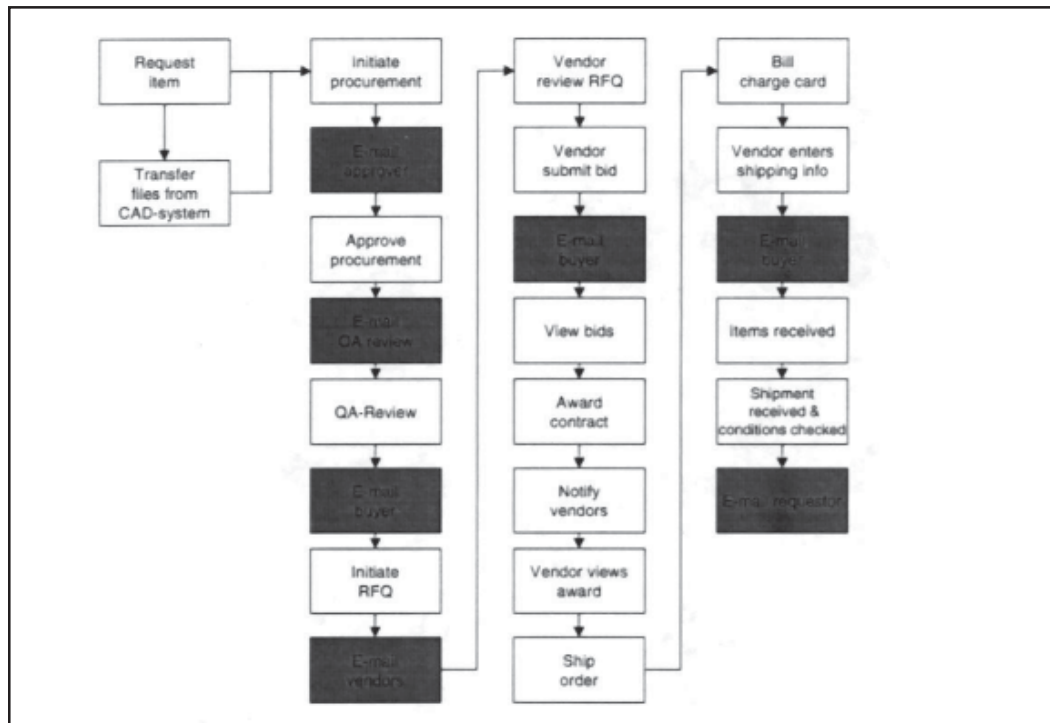 Request
item
Transfer
files from
CAD-system
Initiate
procurement
E-mail
approver
Approve
procurement
E-mail
QA review
QA-Review
E-mail
buyer
Initiate
RFQ
E-mail
vendors
Vendor
review RFQ
Vendor
submit bid
E-mail
buyer
View bids
Award
contract
Notify
vendors
Vendor views
award
Ship
order
Bill
charge card
Vendor enters
shipping info
E-mail
buyer
Items received
Shipment
received &
conditions checked
E-mail requestor